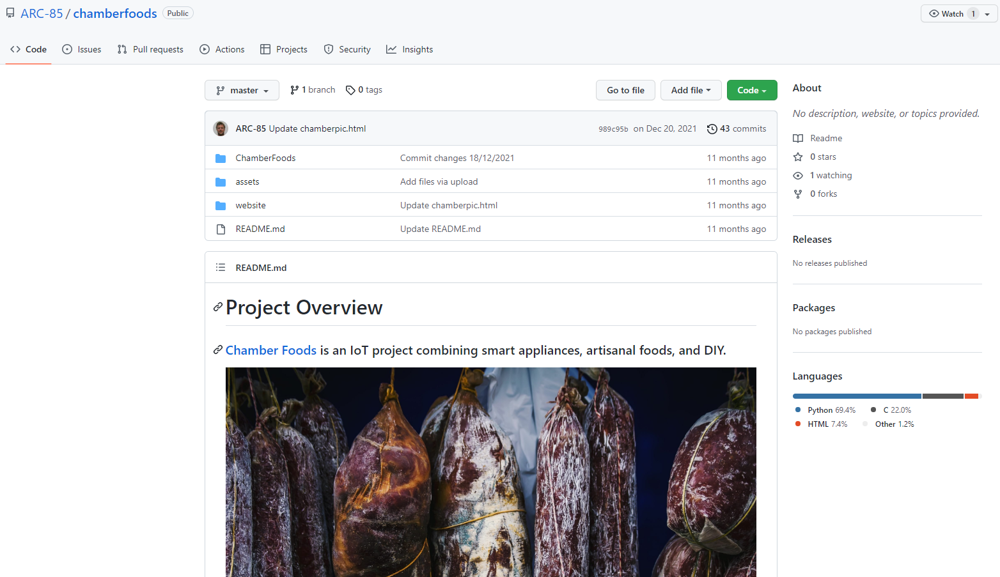 ARC-85 / chamberfoods Public
Watch 1
Code Issues Pull requests Actions Projects Security Insights
master 1 branch 0 tags Go to file Add file Code
ARC-85 Update chamberpic.html 989c95b on Dec 20, 2021 43 commits
ChamberFoods Commit changes 18/12/2021 11 months ago
assets Add files via upload 11 months ago
website Update chamberpic.html 11 months ago
README.md Update README.md 11 months ago
README.md
Project Overview
Chamber Foods is an IoT project combining smart appliances, artisanal foods, and DIY.
About
No description, website, or topics provided.
Readme
0 stars
1 watching
0 forks
Releases
No releases published
Packages
No packages published
Languages
Python 69.4% C 22.0%
HTML 7.4% Other 1.2%